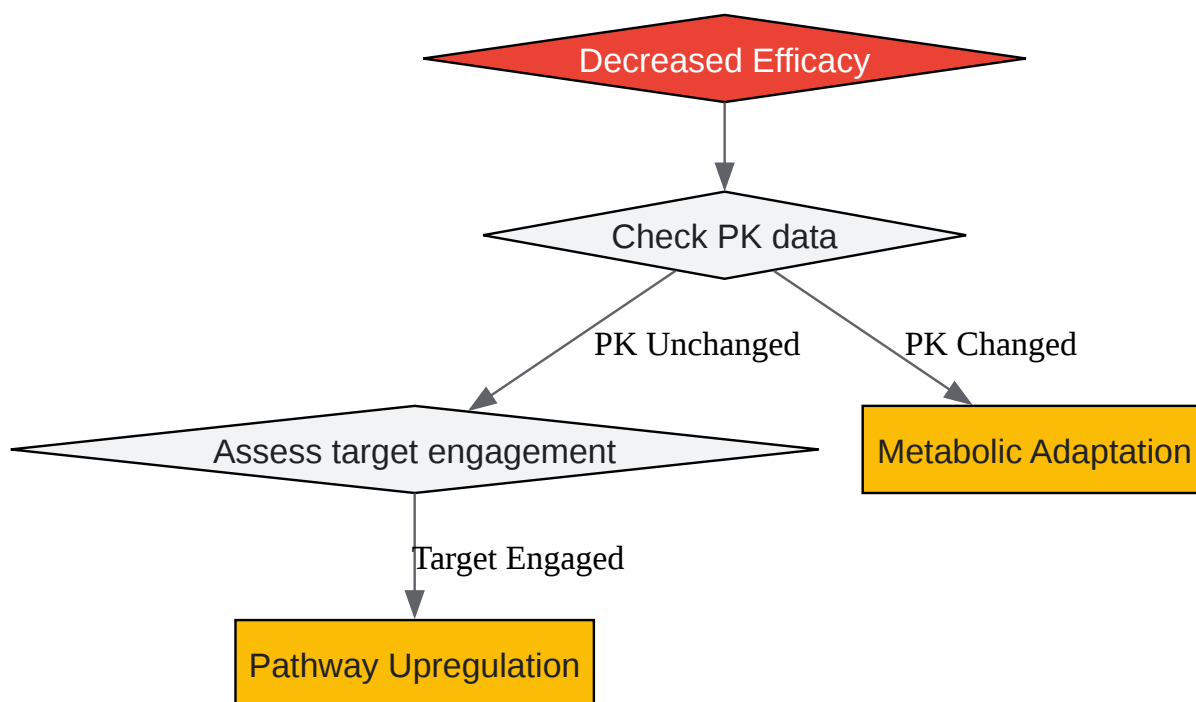 Decreased Efficacy
Check PK data
PK Unchanged
PK Changed
Assess target engagement
Metabolic Adaptation
Target Engaged
Pathway Upregulation